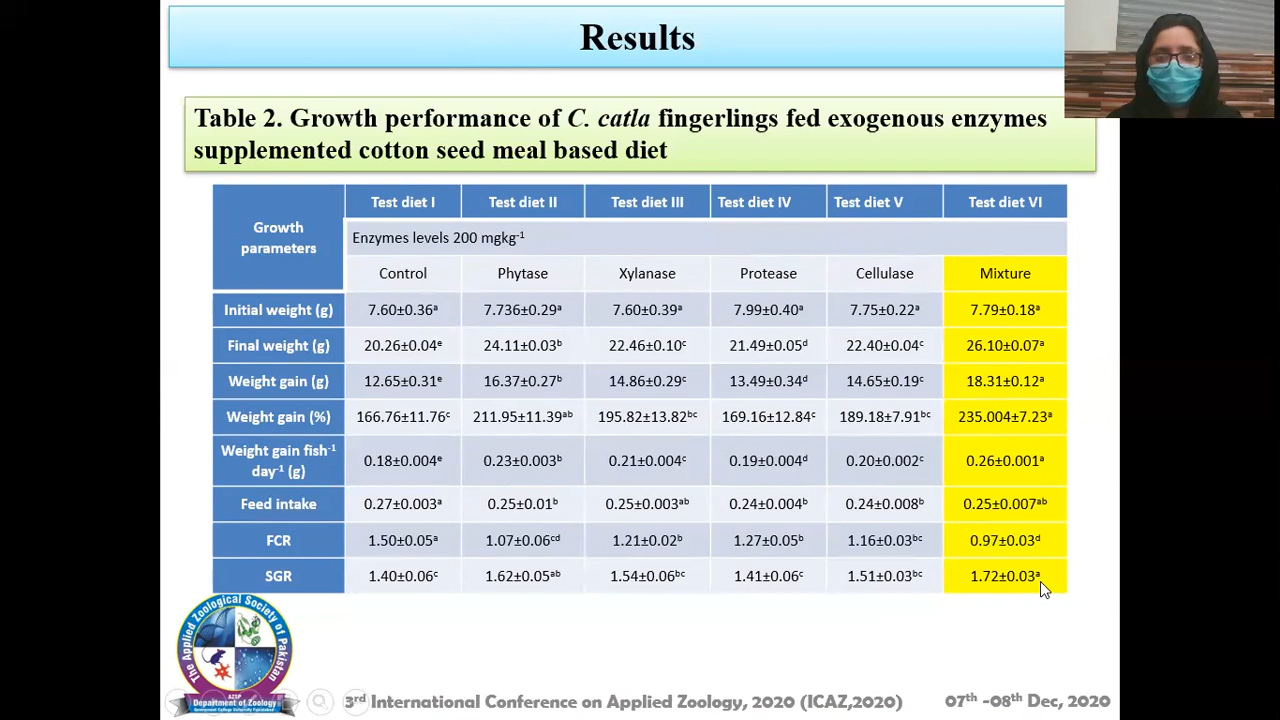 Results
Table 2. Growth performance of C. catla fingerlings fed exogenous enzymes
supplemented cotton seed meal based diet
Growth parameters Test diet I Test diet II Test diet III Test diet IV Test diet V Test diet VI
Enzymes levels 200 mgkg⁻¹
Control Phytase Xylanase Protease Cellulase Mixture
Initial weight (g) 7.60±0.36ᵃ 7.736±0.29ᵃ 7.60±0.39ᵃ 7.99±0.40ᵃ 7.75±0.22ᵃ 7.79±0.18ᵃ
Final weight (g) 20.26±0.04ᵉ 24.11±0.03ᵇ 22.46±0.10ᶜ 21.49±0.05ᵈ 22.40±0.04ᶜ 26.10±0.07ᵃ
Weight gain (g) 12.65±0.31ᵉ 16.37±0.27ᵇ 14.86±0.29ᶜ 13.49±0.34ᵈ 14.65±0.19ᶜ 18.31±0.12ᵃ
Weight gain (%) 166.76±11.76ᶜ 211.95±11.39ᵃᵇ 195.82±13.82ᵇᶜ 169.16±12.84ᶜ 189.18±7.91ᵇᶜ 235.004±7.23ᵃ
Weight gain fish⁻¹ day⁻¹ (g) 0.18±0.004ᵉ 0.23±0.003ᵇ 0.21±0.004ᶜ 0.19±0.004ᵈ 0.20±0.002ᶜ 0.26±0.001ᵃ
Feed intake 0.27±0.003ᵃ 0.25±0.01ᵇ 0.25±0.003ᵃᵇ 0.24±0.004ᵇ 0.24±0.008ᵇ 0.25±0.007ᵃᵇ
FCR 1.50±0.05ᵃ 1.07±0.06ᶜᵈ 1.21±0.02ᵇ 1.27±0.05ᵇ 1.16±0.03ᵇᶜ 0.97±0.03ᵈ
SGR 1.40±0.06ᶜ 1.62±0.05ᵃᵇ 1.54±0.06ᵇᶜ 1.41±0.06ᶜ 1.51±0.03ᵇᶜ 1.72±0.03ᵃ
The Applied Zoological Society of Pakistan
AZSP
Department of Zoology
3rd International Conference on Applied Zoology, 2020 (ICAZ,2020) 07th -08th Dec, 2020